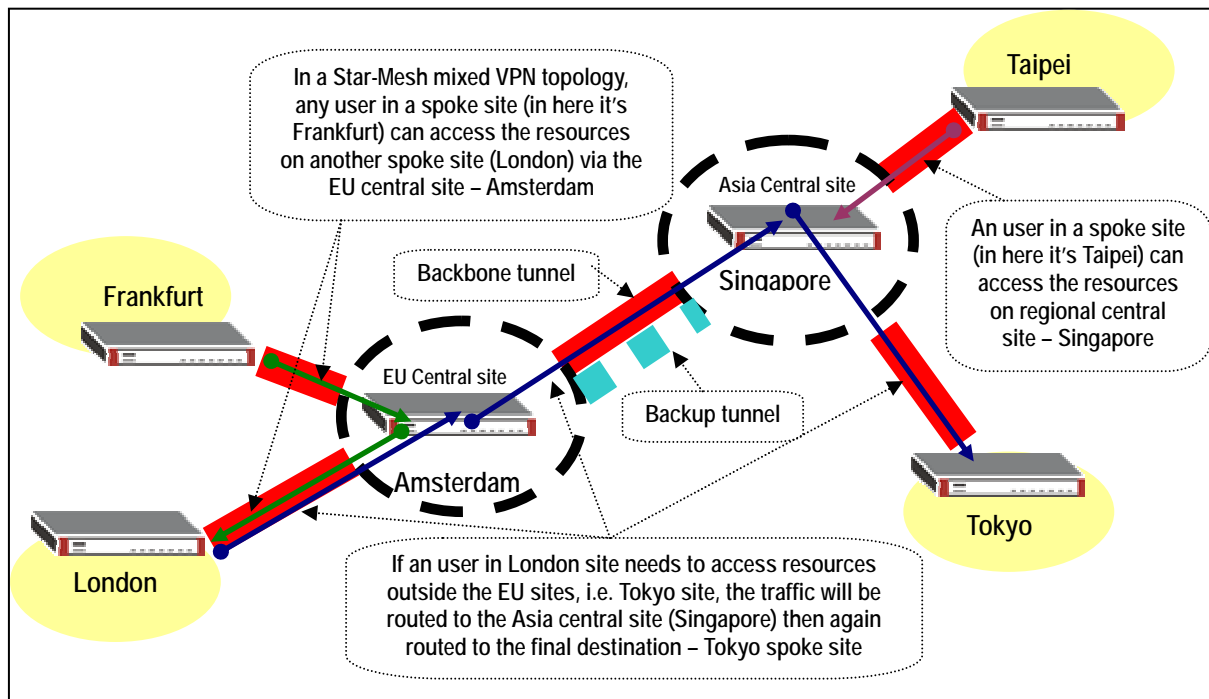 In a Star-Mesh mixed VPN topology,
any user in a spoke site (in here it's
Frankfurt) can access the resources
on another spoke site (London) via the
EU central site – Amsterdam
Taipei
Asia Central site
Singapore
An user in a spoke site
(in here it's Taipei) can
access the resources
on regional central
site – Singapore
Backbone tunnel
Frankfurt
EU Central site
Backup tunnel
Amsterdam
London
Tokyo
If an user in London site needs to access resources
outside the EU sites, i.e. Tokyo site, the traffic will be
routed to the Asia central site (Singapore) then again
routed to the final destination – Tokyo spoke site